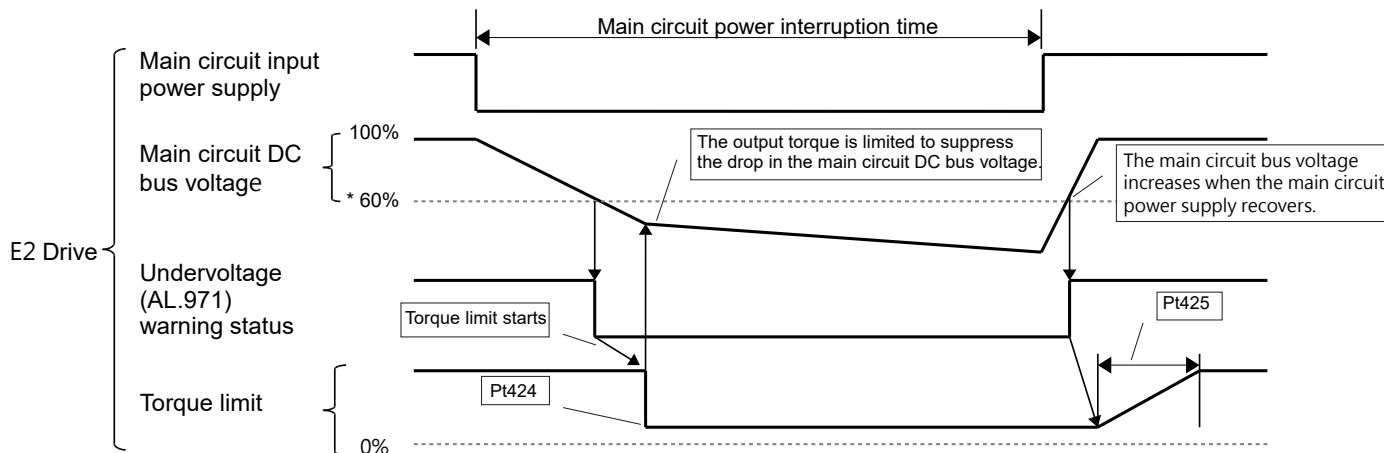 Main circuit power interruption time
E2 Drive
Main circuit input
power supply
Main circuit DC
bus voltage
100%
* 60%
The output torque is limited to suppress
the drop in the main circuit DC bus voltage.
The main circuit bus voltage
increases when the main circuit
power supply recovers.
Undervoltage
(AL.971)
warning status
Torque limit starts
Pt425
Torque limit
Pt424
0%